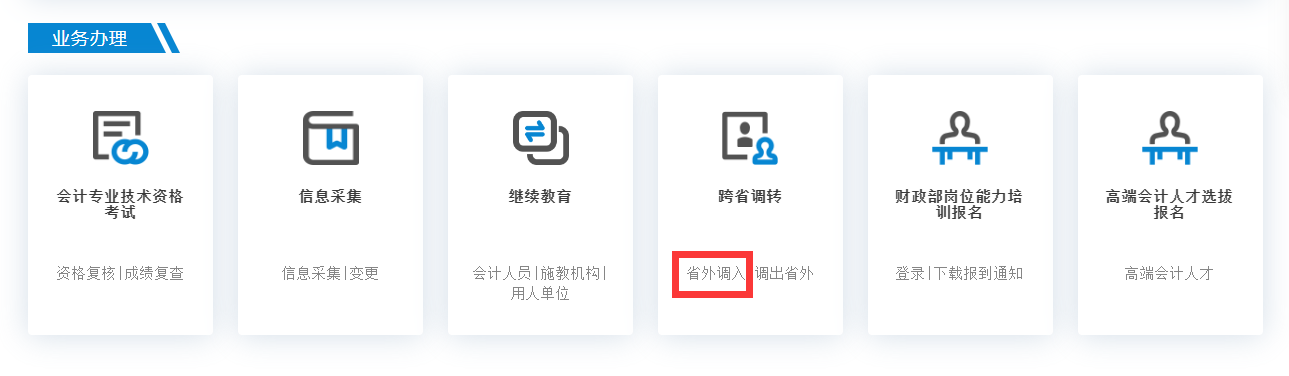 业务办理
会计专业技术资格
考试
资格复核|成绩复查
信息采集
信息采集|变更
继续教育
会计人员|施教机构|
用人单位
跨省调转
省外调入 调出省外
财政部岗位能力培
训报名
登录|下载报到通知
高端会计人才选拔
报名
高端会计人才